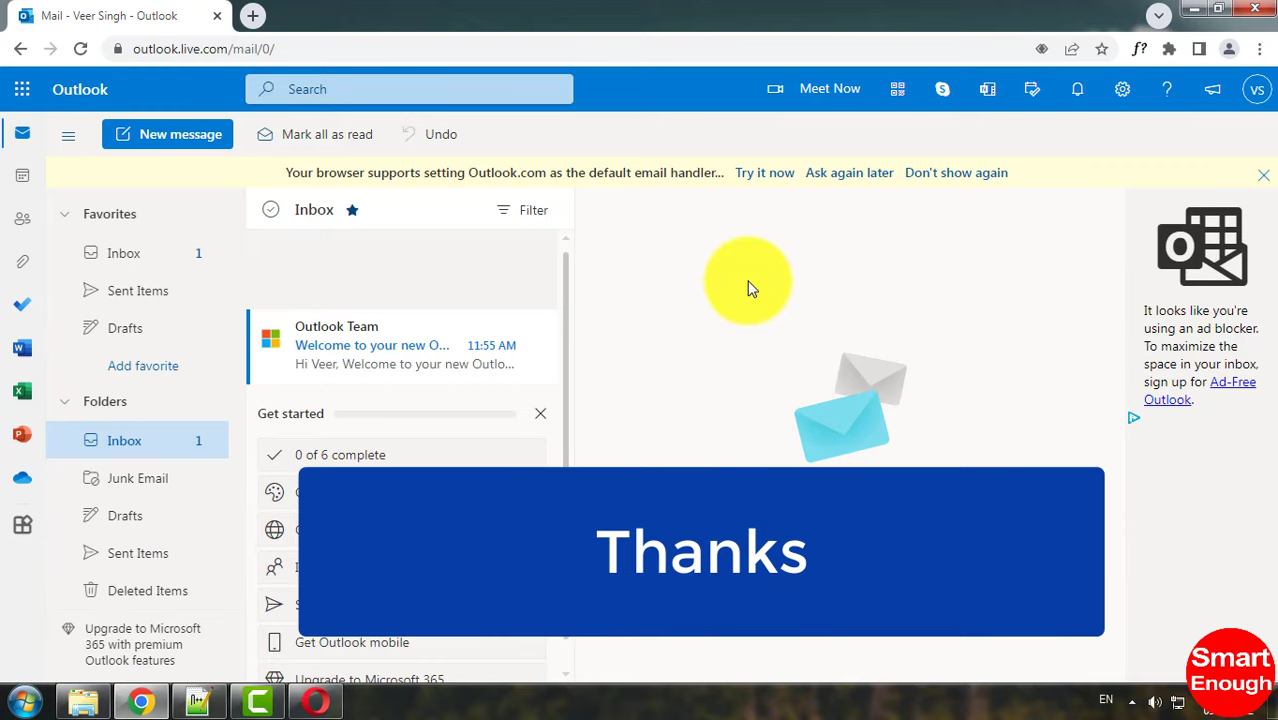 Mail - Veer Singh - Outlook
outlook.live.com/mail/0/
f?
Outlook
Search
Meet Now
VS
New message
Mark all as read
Undo
Your browser supports setting Outlook.com as the default email handler...
Try it now
Ask again later
Don't show again
Favorites
Inbox
1
Sent Items
Drafts
Add favorite
Folders
Inbox
1
Junk Email
Drafts
Sent Items
Deleted Items
Upgrade to Microsoft
365 with premium
Outlook features
Inbox
Filter
Outlook Team
Welcome to your new O...
11:55 AM
Hi Veer, Welcome to your new Outlo...
Get started
0 of 6 complete
Get Outlook mobile
Upgrade to Microsoft 365
Thanks
It looks like you're
using an ad blocker.
To maximize the
space in your inbox,
sign up for Ad-Free
Outlook.
Smart
Enough
EN